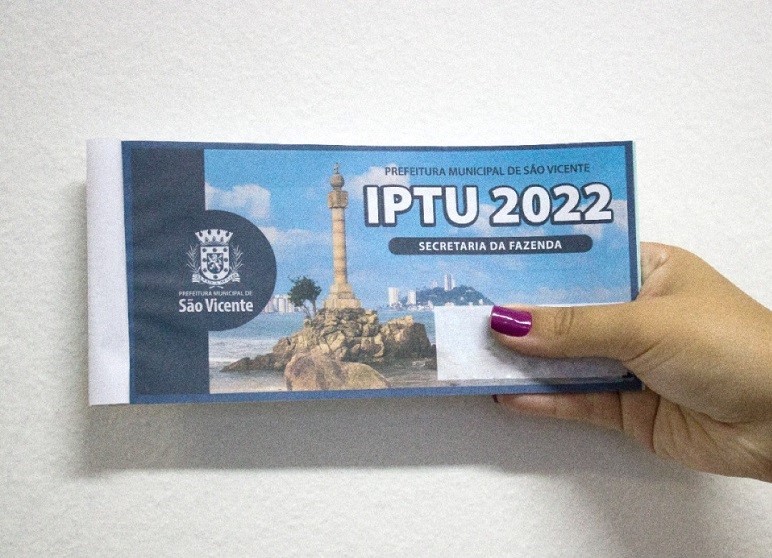 PREFEITURA MUNICIPAL DE SÃO VICENTE
IPTU 2022
SECRETARIA DA FAZENDA
PREFEITURA MUNICIPAL DE
São Vicente